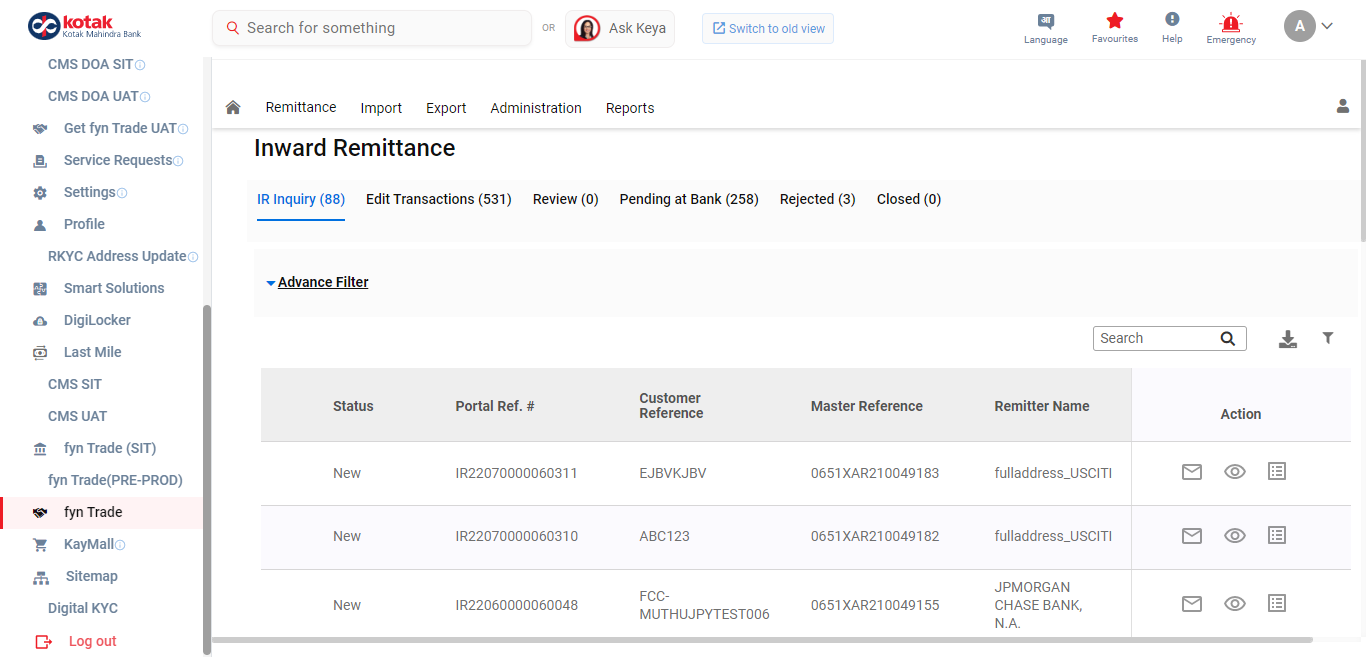 kotak
Kotak Mahindra Bank
Search for something
OR
Ask Keya
Switch to old view
Language
Favourites
Help
Emergency
A
CMS DOA SIT
CMS DOA UAT
Get fyn Trade UAT
Service Requests
Settings
Profile
RKYC Address Update
Smart Solutions
DigiLocker
Last Mile
CMS SIT
CMS UAT
fyn Trade (SIT)
fyn Trade(PRE-PROD)
fyn Trade
KayMall
Sitemap
Digital KYC
Log out
Remittance Import Export Administration Reports
Inward Remittance
IR Inquiry (88) Edit Transactions (531) Review (0) Pending at Bank (258) Rejected (3) Closed (0)
Advance Filter
Search
Status Portal Ref. # Customer Reference Master Reference Remitter Name Action
New IR22070000060311 EJBVKJBV 0651XAR210049183 fulladdress_USCITI
New IR22070000060310 ABC123 0651XAR210049182 fulladdress_USCITI
New IR22060000060048 FCC-MUTHUJPYTEST006 0651XAR210049155 JPMORGAN CHASE BANK, N.A.